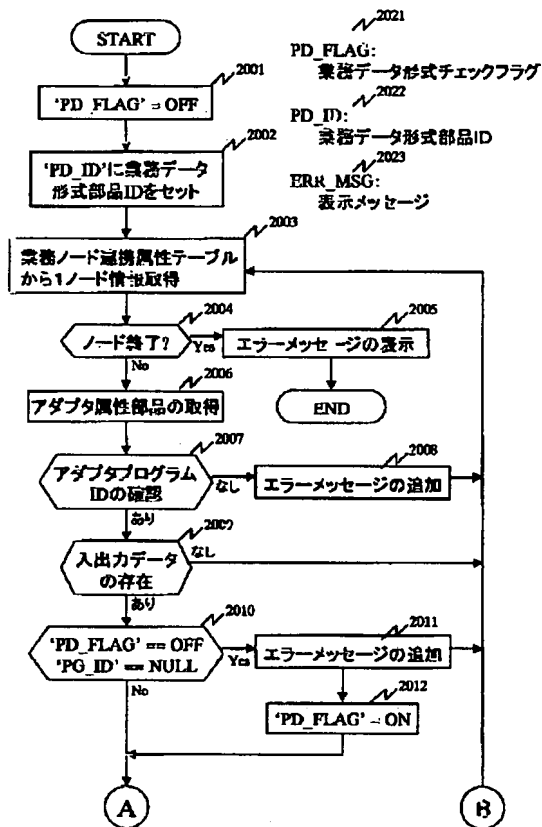 START
2001
'PD_FLAG' = OFF
2002
'PD_ID'に業務データ
形式部品IDをセット
2003
業務ノード連携属性テーブル
から1ノード情報取得
2004
ノード終了?
Yes
No
2005
エラーメッセージの表示
END
2006
アダプタ属性部品の取得
2007
アダプタプログラム
IDの確認
なし
あり
2008
エラーメッセージの追加
2009
入出力データ
の存在
なし
あり
2010
'PD_FLAG' == OFF
'PG_ID' == NULL
Yes
No
2011
エラーメッセージの追加
2012
'PD_FLAG' = ON
A
B
2021
PD_FLAG:
業務データ形式チェックフラグ
2022
PD_ID:
業務データ形式部品ID
2023
ERR_MSG:
表示メッセージ